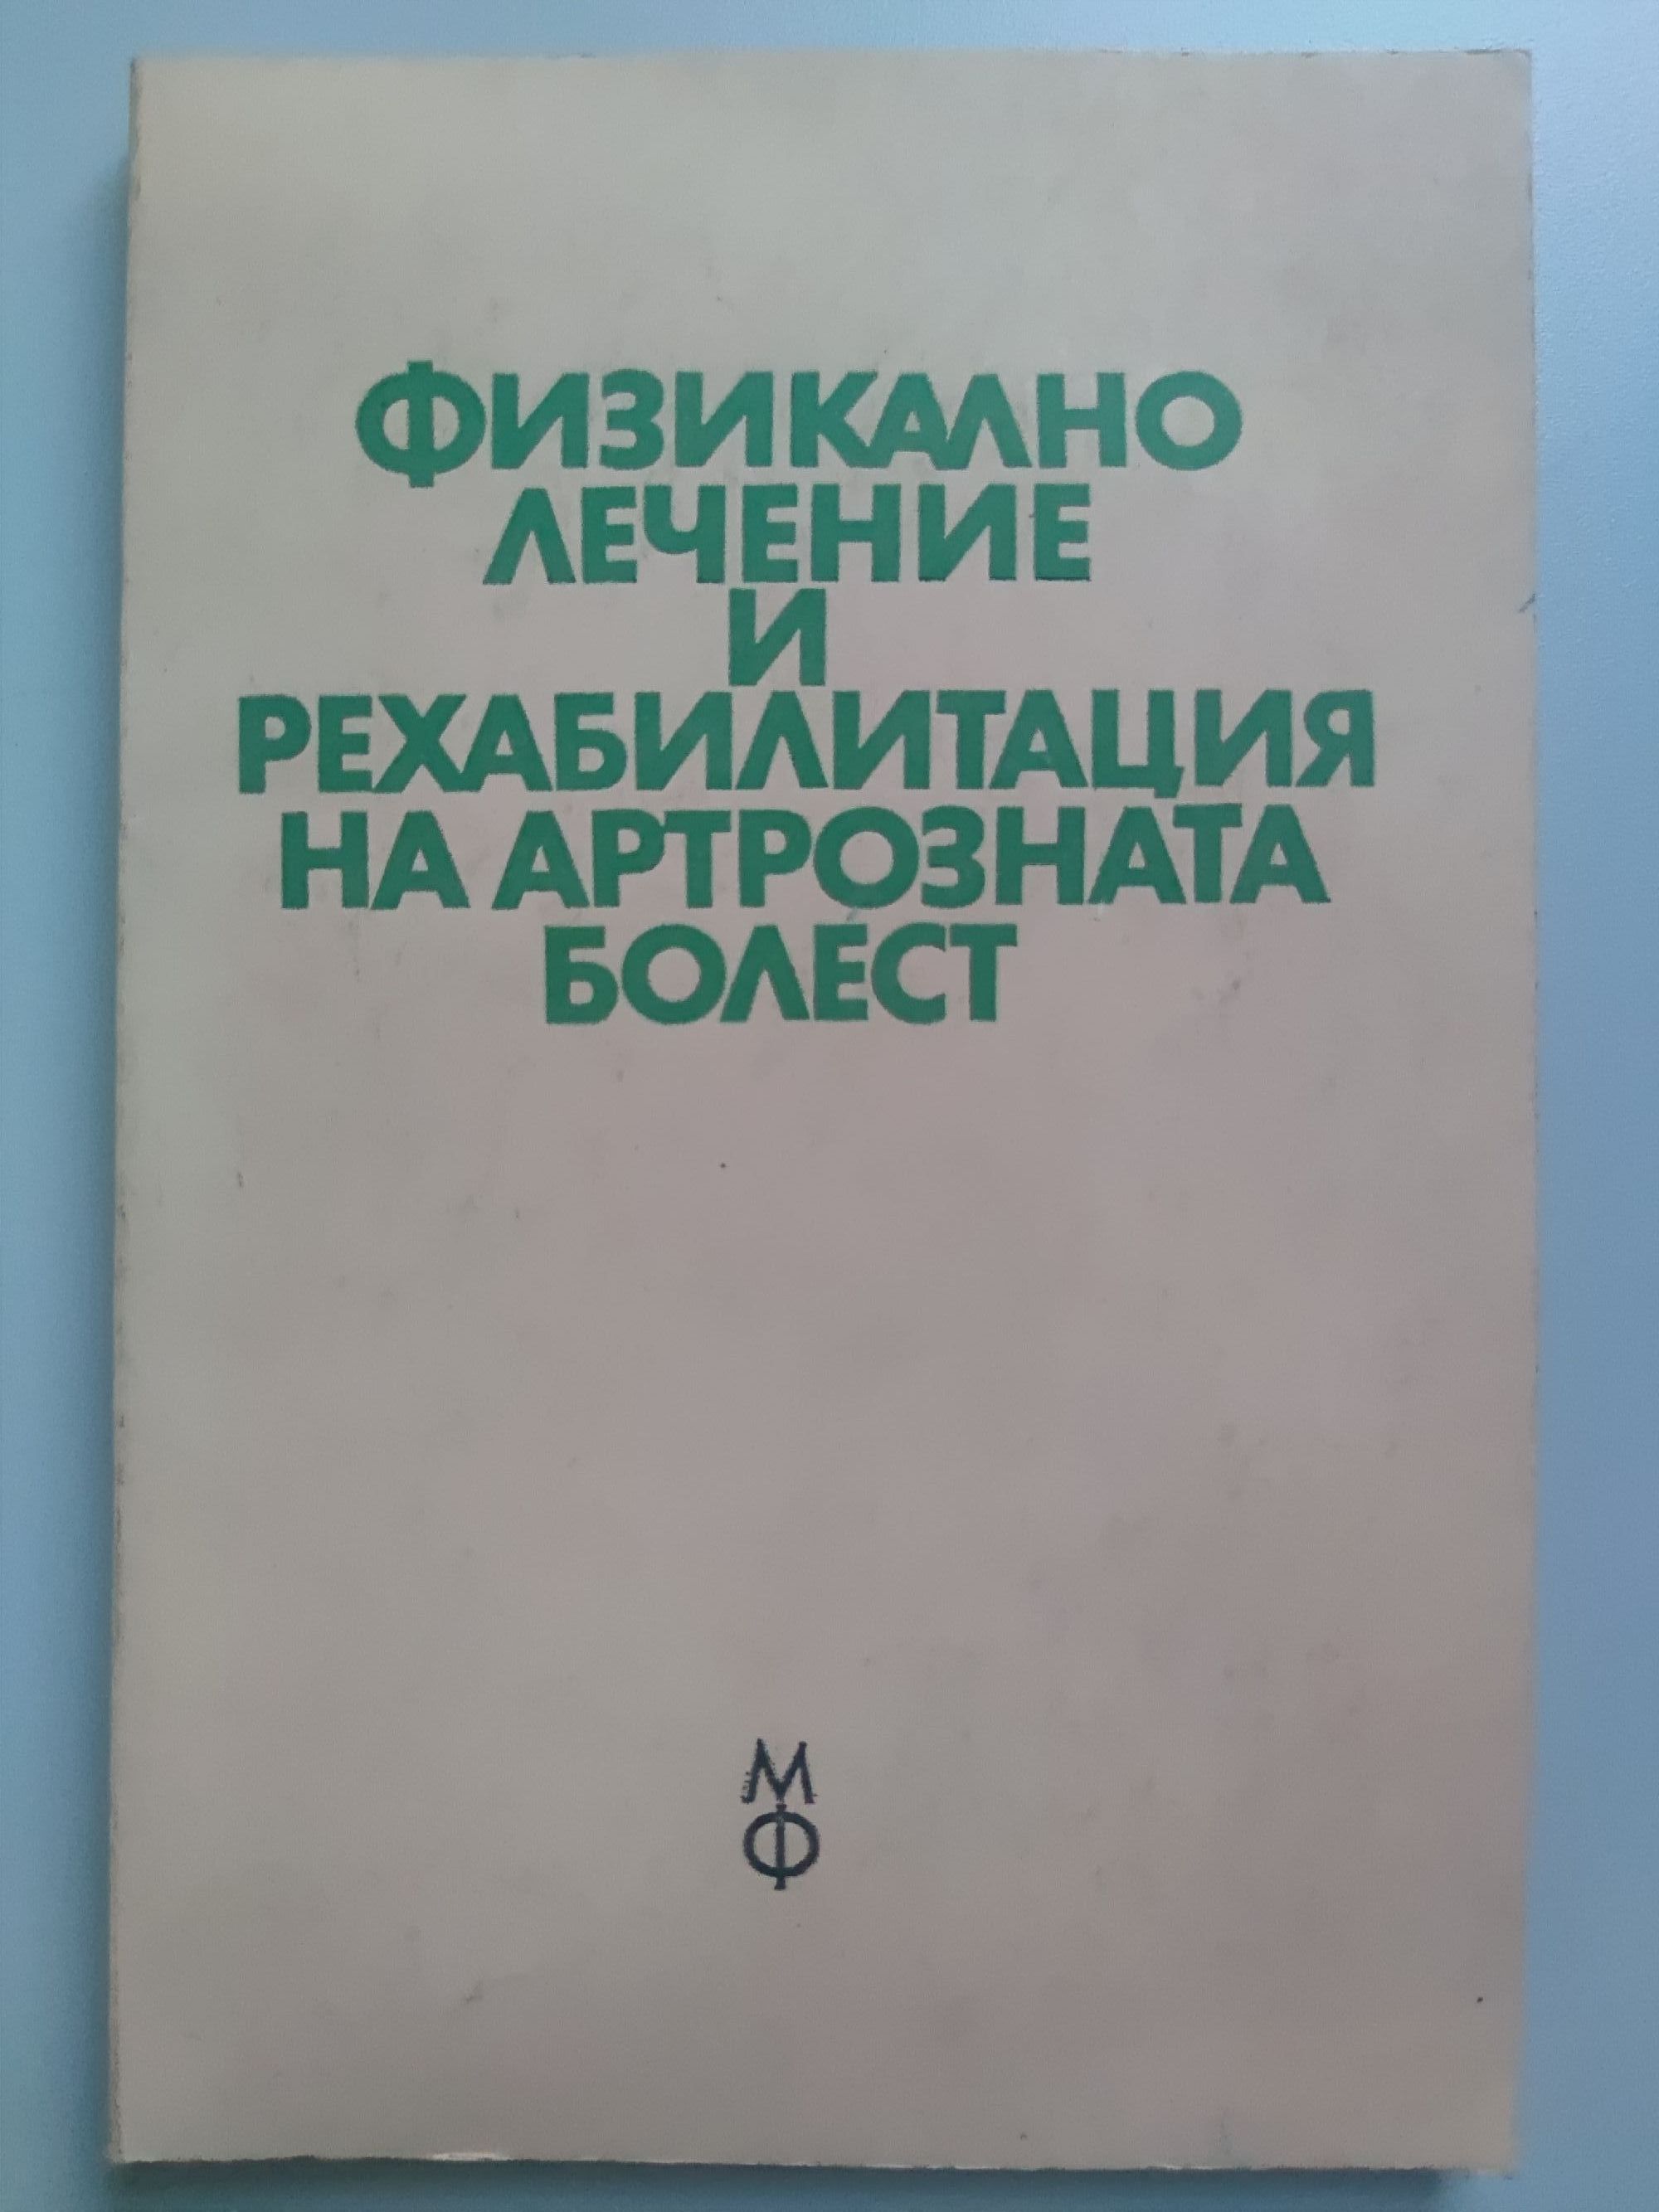 ФИЗИКАЛНО
ЛЕЧЕНИЕ
И
РЕХАБИЛИТАЦИЯ
НА АРТРОЗНАТА
БОЛЕСТ
М
Ф